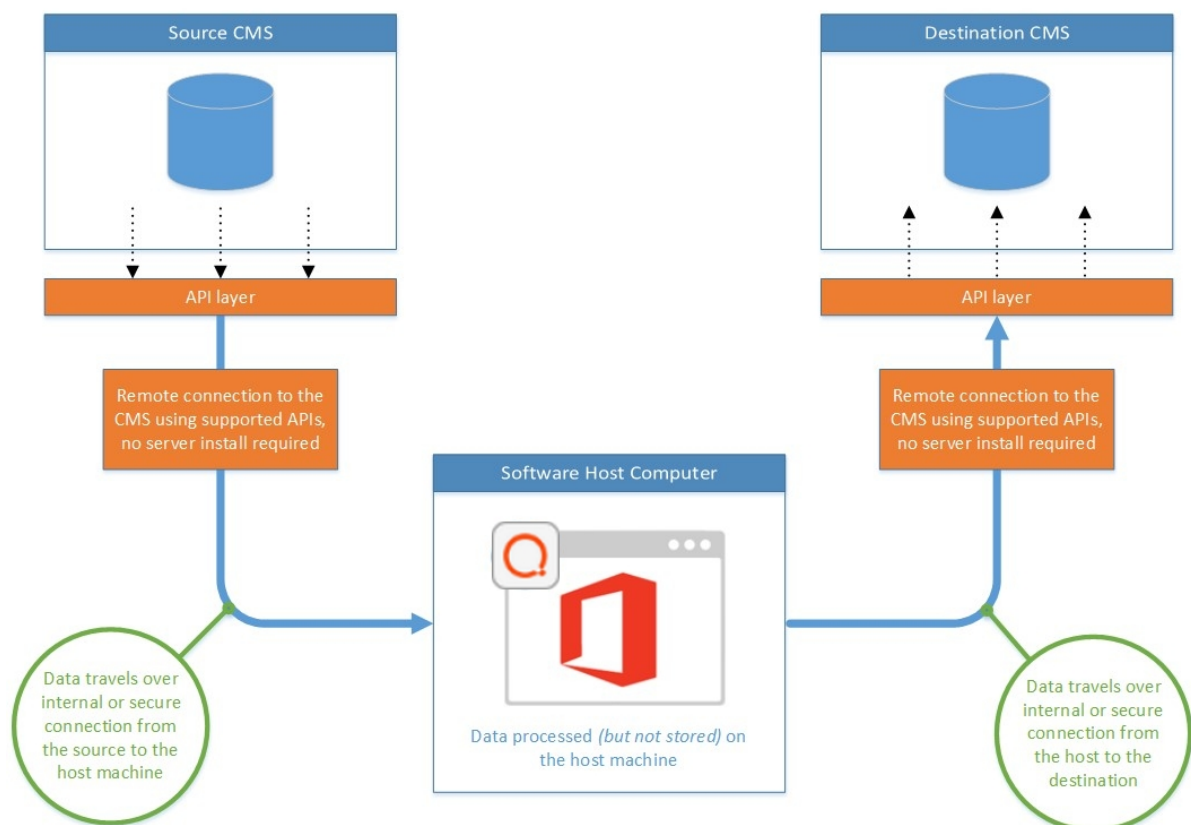 Source CMS
Destination CMS
API layer
API layer
Remote connection to the
CMS using supported APIs,
no server install required
Remote connection to the
CMS using supported APIs,
no server install required
Software Host Computer
Data processed (but not stored) on
the host machine
Data travels over
internal or secure
connection from
the source to the
host machine
Data travels over
internal or secure
connection from
the host to the
destination